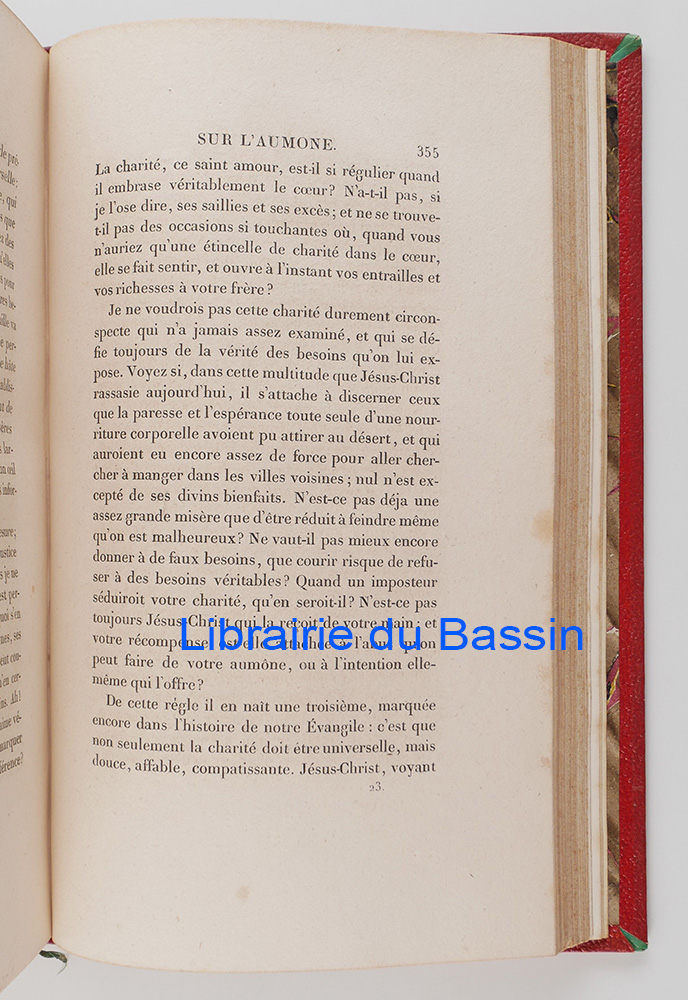 SUR L'AUMONE.
355
La charité, ce saint amour, est-il si régulier quand
il embrase véritablement le cœur? N'a-t-il pas, si
je l'ose dire, ses saillies et ses excès; et ne se trouve-
t-il pas des occasions si touchantes où, quand vous
n'auriez qu'une étincelle de charité dans le cœur,
elle se fait sentir, et ouvre à l'instant vos entrailles et
vos richesses à votre frère?
Je ne voudrois pas cette charité durement circon-
specte qui n'a jamais assez examiné, et qui se dé-
fie toujours de la vérité des besoins qu'on lui ex-
pose. Voyez si, dans cette multitude que Jésus-Christ
rassasie aujourd'hui, il s'attache à discerner ceux
que la paresse et l'espérance toute seule d'une nour-
riture corporelle avoient pu attirer au désert, et qui
auroient eu encore assez de force pour aller cher-
cher à manger dans les villes voisines; nul n'est ex-
cepté de ses divins bienfaits. N'est-ce pas déja une
assez grande misère que d'être réduit à feindre même
qu'on est malheureux? Ne vaut-il pas mieux encore
donner à de faux besoins, que courir risque de refu-
ser à des besoins véritables? Quand un imposteur
séduiroit votre charité, qu'en seroit-il? N'est-ce pas
toujours Jésus-Christ qui la reçoit de votre main; et
votre récompense est-elle attachée à l'abus qu'on
peut faire de votre aumône, ou à l'intention elle-
même qui l'offre?
De cette régle il en naît une troisième, marquée
encore dans l'histoire de notre Évangile: c'est que
non seulement la charité doit être universelle, mais
douce, affable, compatissante. Jésus-Christ, voyant
23.
Librairie du Bassin